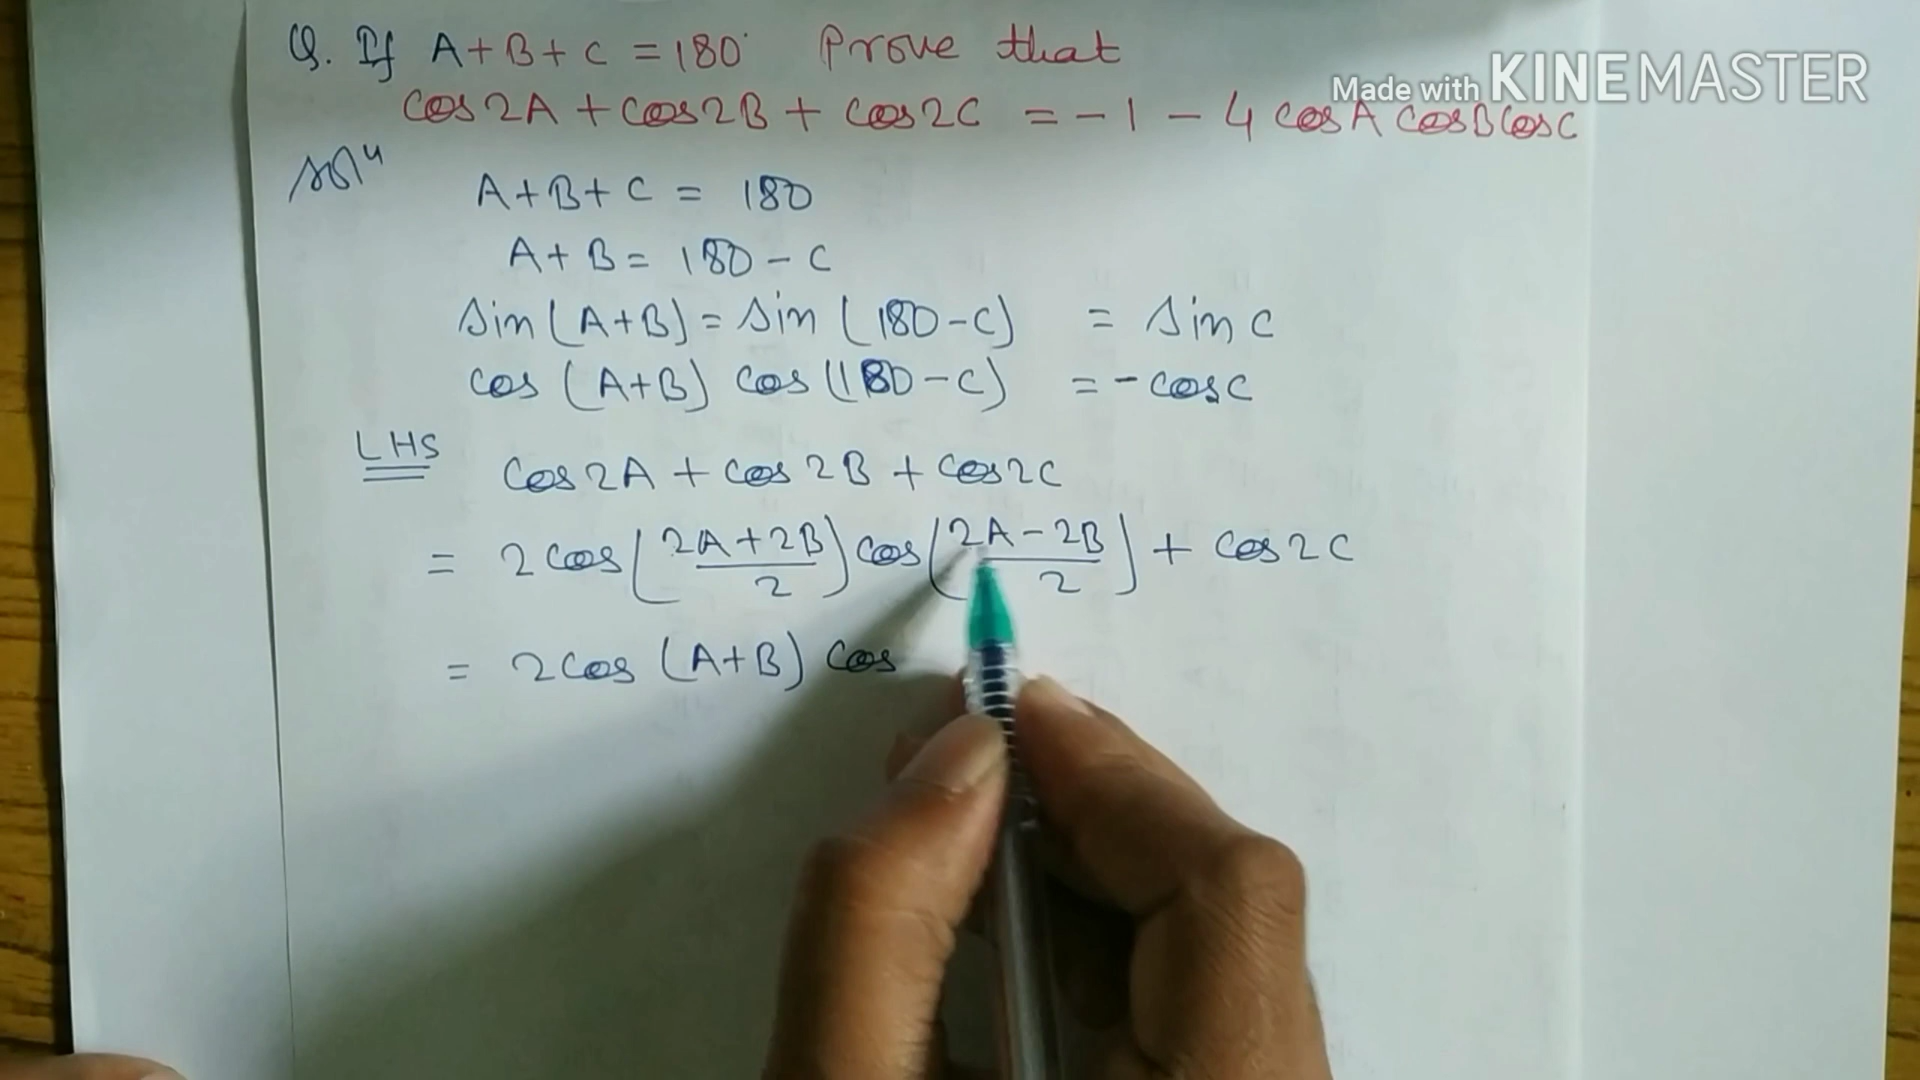 Q. If A+B+C = 180° Prove that
Made with KINEMASTER
cos2A + cos2B + cos2C = -1 - 4 cosA cosB cosC
Solⁿ
A+B+C = 180
A+B = 180-C
Sin(A+B) = Sin (180-C) = Sin C
cos (A+B) cos (180-C) = -cosC
LHS
cos2A + cos2B + cos2C
= 2cos(2A+2B/2) cos(2A-2B/2) + cos2C
= 2cos (A+B) cos